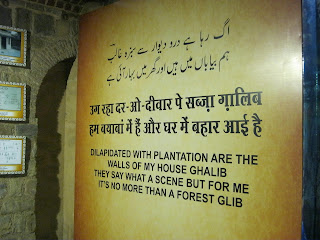 اگ رہا ہے در و دیوار سے سبزہ غالبؔ
ہم بیاباں میں ہیں اور گھر میں بہار آئی ہے
उग रहा दर-ओ-दीवार पे सब्ज़ा ग़ालिब
हम बयाबां में हैं और घर में बहार आई है
DILAPIDATED WITH PLANTATION ARE THE
WALLS OF MY HOUSE GHALIB
THEY SAY WHAT A SCENE BUT FOR ME
IT'S NO MORE THAN A FOREST GLIB